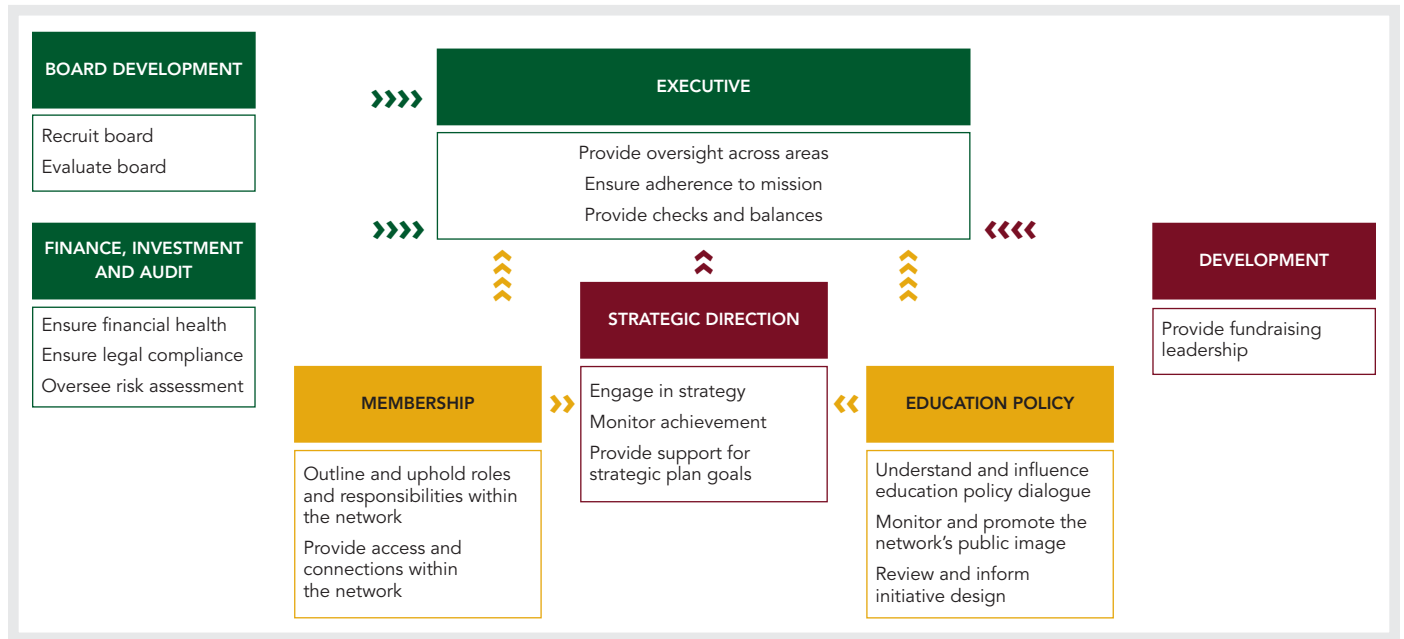 BOARD DEVELOPMENT
Recruit board
Evaluate board
EXECUTIVE
Provide oversight across areas
Ensure adherence to mission
Provide checks and balances
FINANCE, INVESTMENT
AND AUDIT
Ensure financial health
Ensure legal compliance
Oversee risk assessment
DEVELOPMENT
Provide fundraising
leadership
STRATEGIC DIRECTION
Engage in strategy
Monitor achievement
Provide support for
strategic plan goals
MEMBERSHIP
Outline and uphold roles
and responsibilities within
the network
Provide access and
connections within
the network
EDUCATION POLICY
Understand and influence
education policy dialogue
Monitor and promote the
network’s public image
Review and inform
initiative design